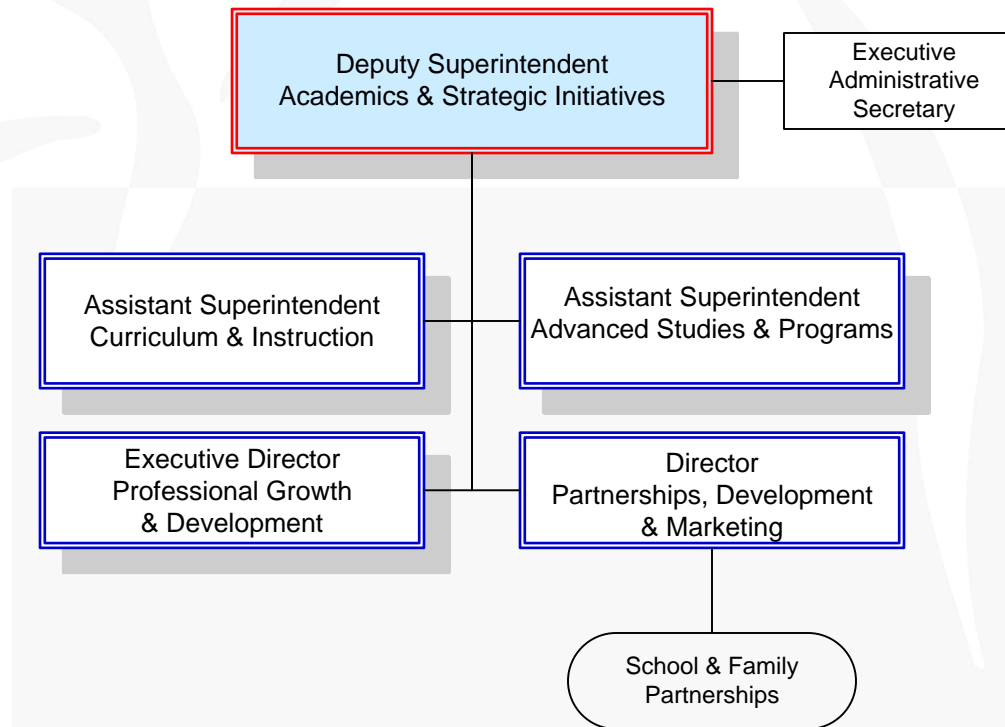 Deputy Superintendent
Academics & Strategic Initiatives
Executive
Administrative
Secretary
Assistant Superintendent
Curriculum & Instruction
Assistant Superintendent
Advanced Studies & Programs
Executive Director
Professional Growth
& Development
Director
Partnerships, Development
& Marketing
School & Family
Partnerships